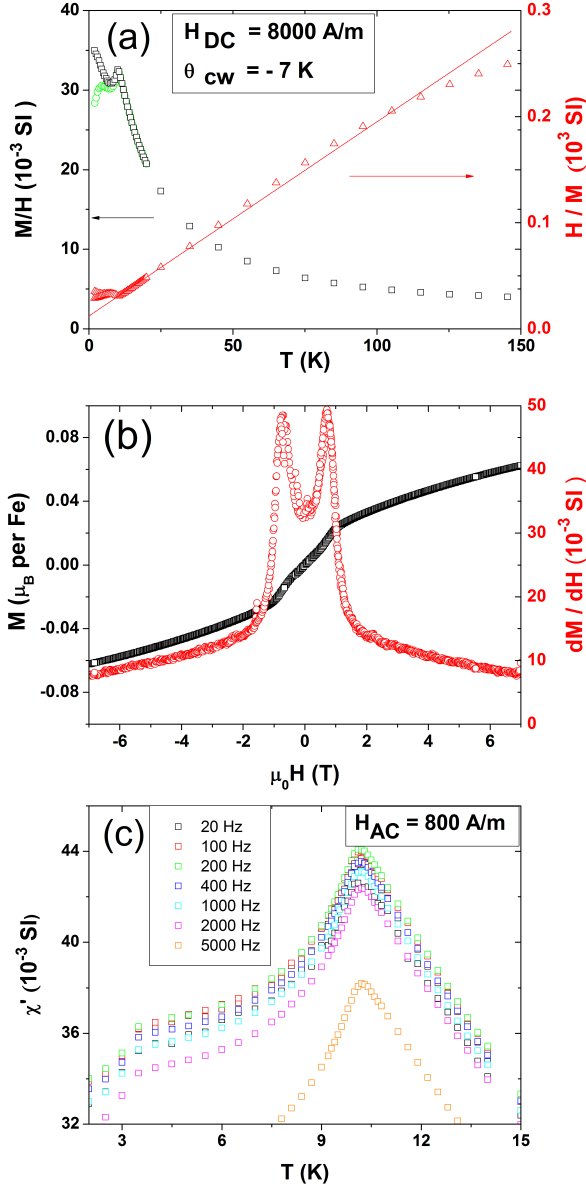 (a)
H DC = 8000 A/m
θ cw = - 7 K
M/H (10⁻³ SI)
40
30
20
10
0
H / M (10³ SI)
0.3
0.2
0.1
0.0
0 25 50 75 100 125 150
T (K)
(b)
M (μB per Fe)
0.08
0.04
0.00
-0.04
-0.08
dM / dH (10⁻³ SI)
50
40
30
20
10
0
-6 -4 -2 0 2 4 6
μ₀H (T)
(c)
20 Hz
100 Hz
200 Hz
400 Hz
1000 Hz
2000 Hz
5000 Hz
H AC = 800 A/m
χ' (10⁻³ SI)
44
40
36
32
3 6 9 12 15
T (K)